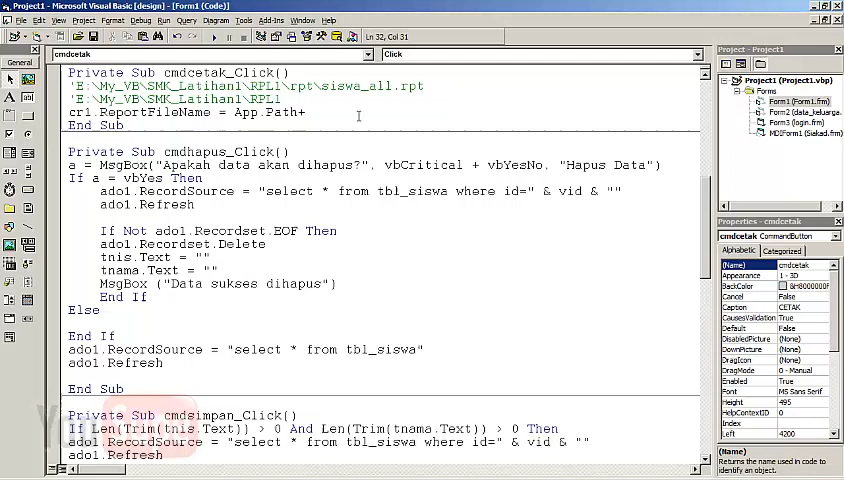 Project1 - Microsoft Visual Basic [design] - [Form1 (Code)]
File Edit View Project Format Debug Run Query Diagram Tools Add-Ins Window Help
Ln 32, Col 31
General
cmdcetak Click
Private Sub cmdcetak_Click()
'E:\My_VB\SMK_Latihan1\RPL1\rpt\siswa_all.rpt
'E:\My_VB\SMK_Latihan1\RPL1
cr1.ReportFileName = App.Path+
End Sub
Private Sub cmdhapus_Click()
a = MsgBox("Apakah data akan dihapus?", vbCritical + vbYesNo, "Hapus Data")
If a = vbYes Then
ado1.RecordSource = "select * from tbl_siswa where id=" & vid & ""
ado1.Refresh
If Not ado1.Recordset.EOF Then
ado1.Recordset.Delete
tnis.Text = ""
tnama.Text = ""
MsgBox ("Data sukses dihapus")
End If
Else
End If
ado1.RecordSource = "select * from tbl_siswa"
ado1.Refresh
End Sub
Private Sub cmdsimpan_Click()
If Len(Trim(tnis.Text)) > 0 And Len(Trim(tnama.Text)) > 0 Then
ado1.RecordSource = "select * from tbl_siswa where id=" & vid & ""
ado1.Refresh
Project - Project1
Project1 (Project1.vbp)
Forms
Form1 (Form1.frm)
Form2 (data_keluarga.
Form3 (login.frm)
MDIForm1 (Siakad.frm)
Properties - cmdcetak
cmdcetak CommandButton
Alphabetic Categorized
(Name) cmdcetak
Appearance 1 - 3D
BackColor &H8000000F
Cancel False
Caption CETAK
CausesValidation True
Default False
DisabledPicture (None)
DownPicture (None)
DragIcon (None)
DragMode 0 - Manual
Enabled True
Font MS Sans Serif
Height 495
HelpContextID 0
Index
Left 4200
(Name)
Returns the name used in code to
identify an object.